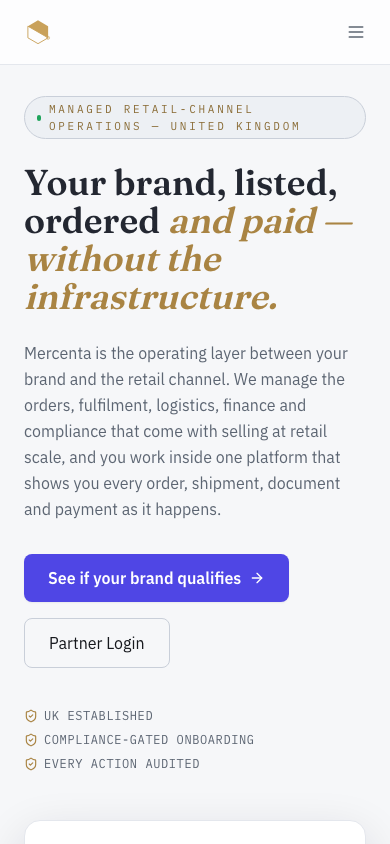 MANAGED RETAIL-CHANNEL
OPERATIONS — UNITED KINGDOM
Your brand, listed,
ordered and paid —
without the
infrastructure.
Mercenta is the operating layer between your
brand and the retail channel. We manage the
orders, fulfilment, logistics, finance and
compliance that come with selling at retail
scale, and you work inside one platform that
shows you every order, shipment, document
and payment as it happens.
See if your brand qualifies →
Partner Login
UK ESTABLISHED
COMPLIANCE-GATED ONBOARDING
EVERY ACTION AUDITED